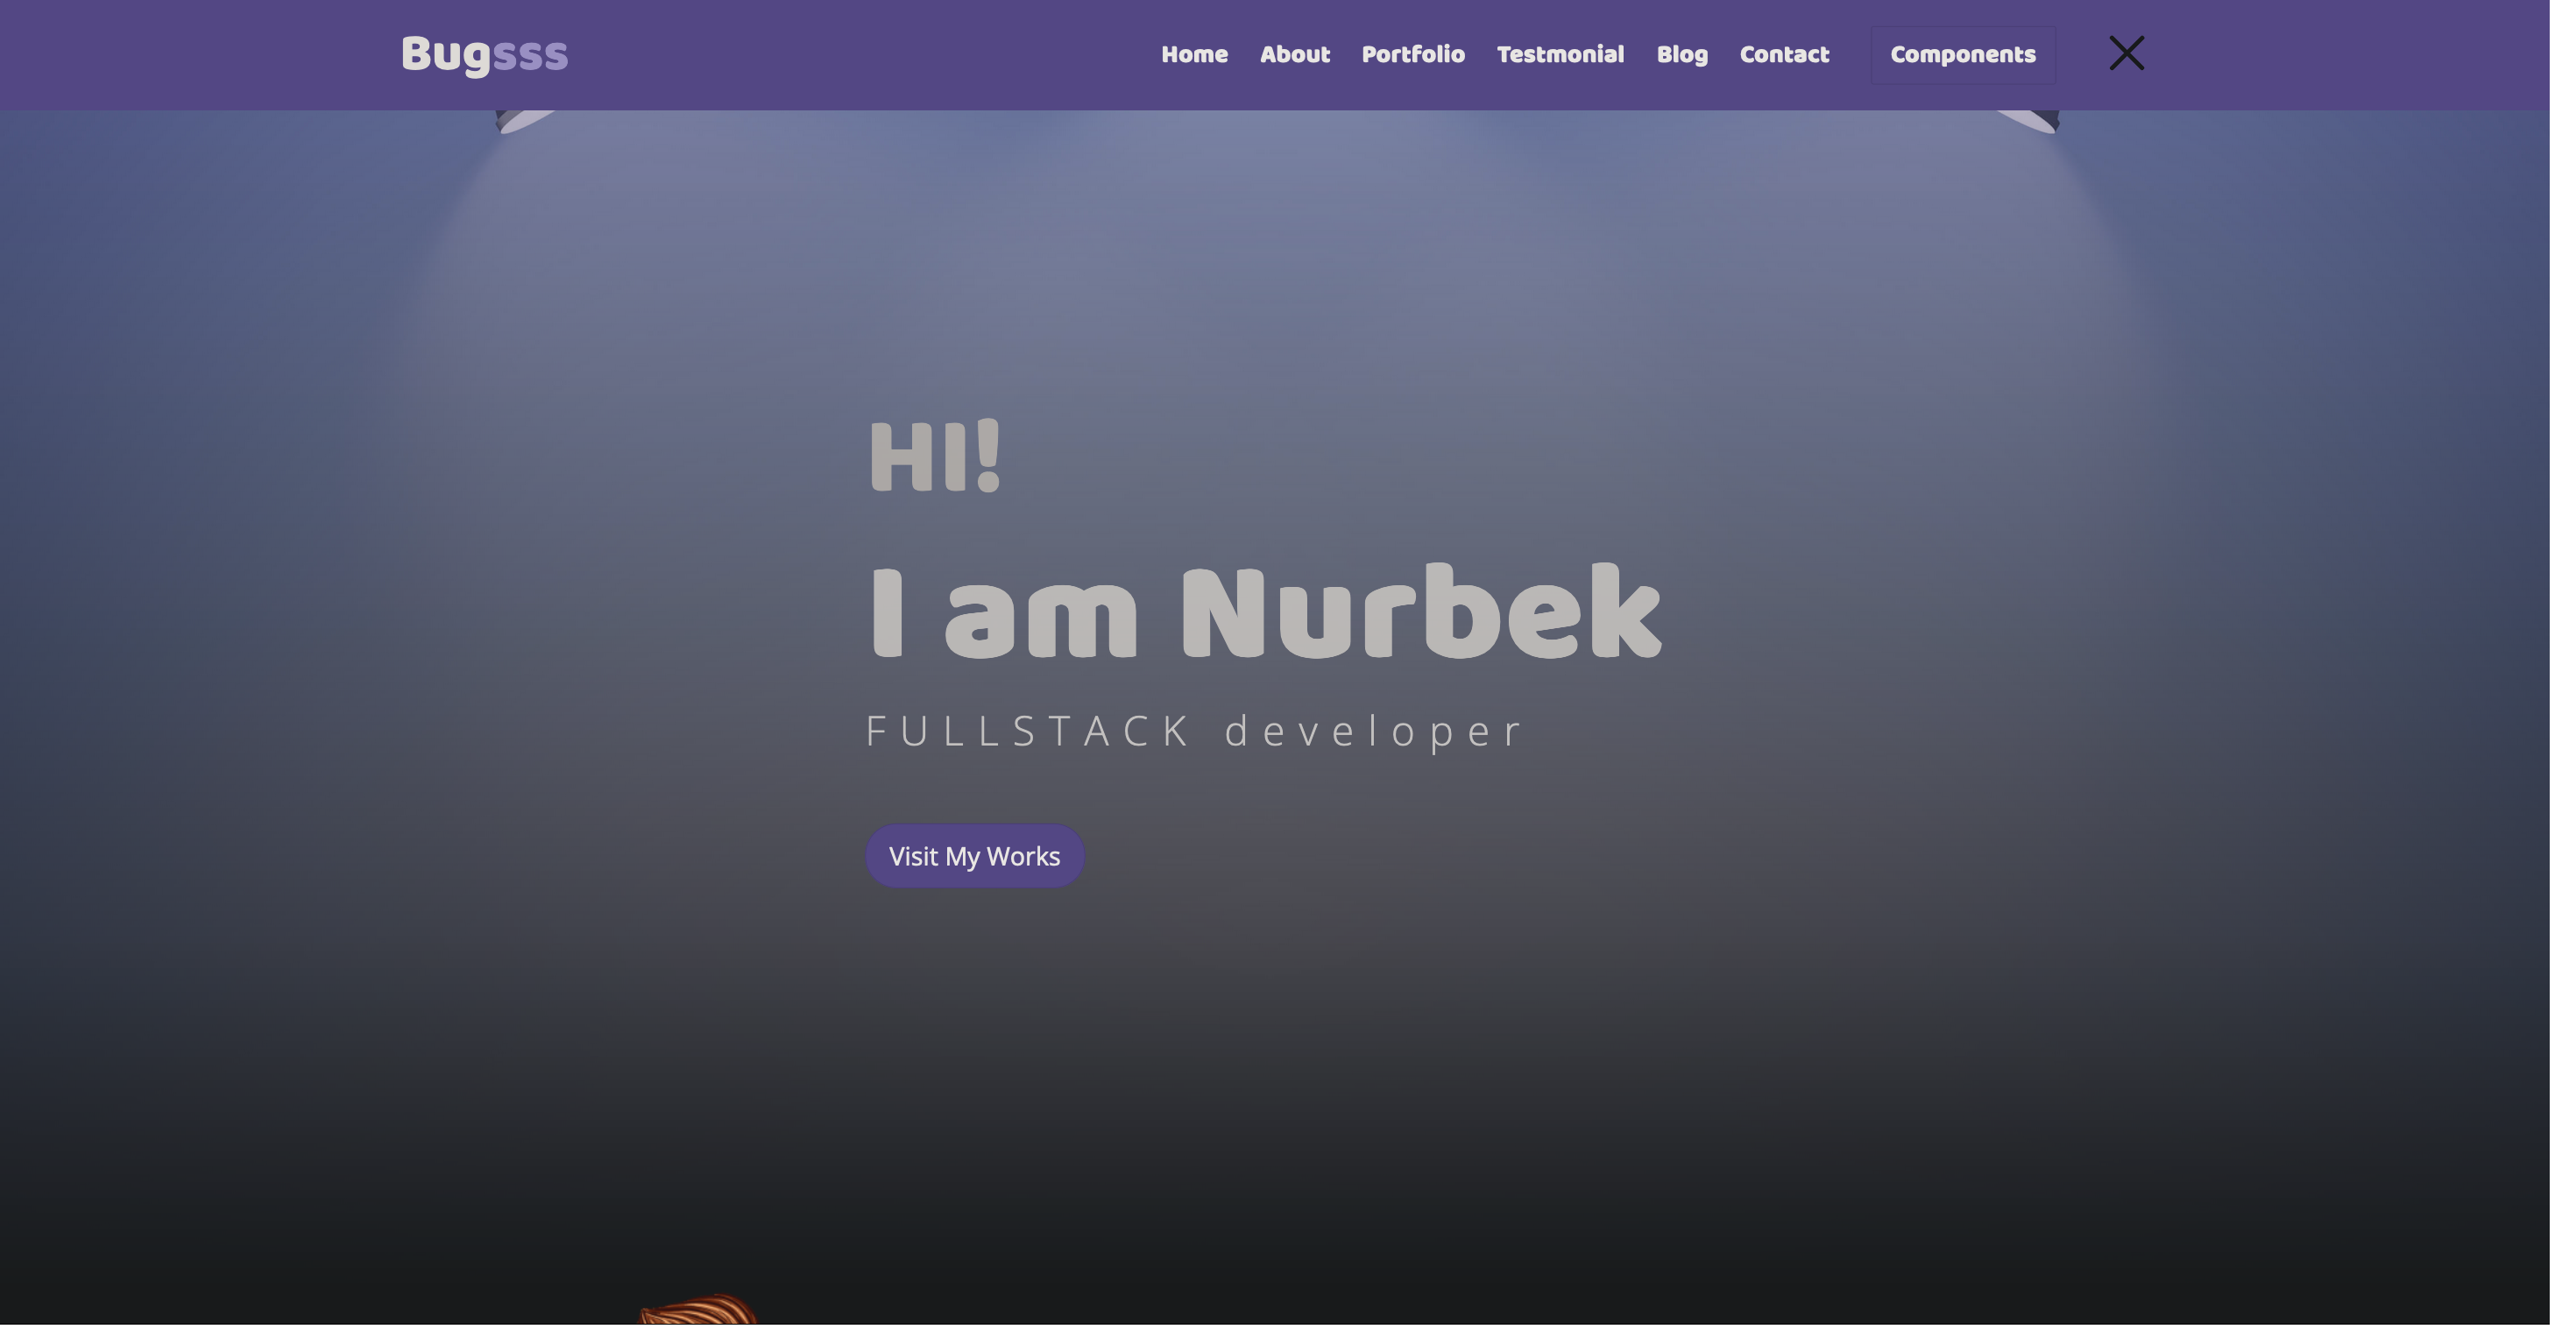 Bugsss Home About Portfolio Testmonial Blog Contact Components
HI!
I am Nurbek
FULLSTACK developer
Visit My Works